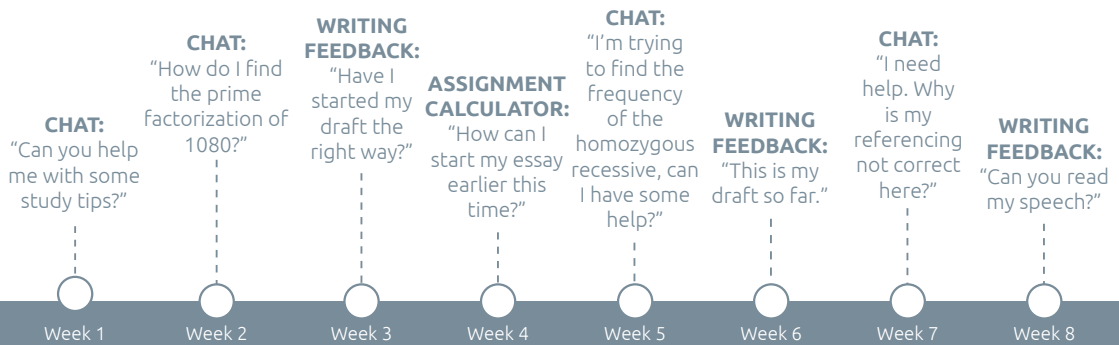 CHAT:
“Can you help
me with some
study tips?”
CHAT:
“How do I find
the prime
factorization of
1080?”
WRITING
FEEDBACK:
“Have I
started my
draft the
right way?”
ASSIGNMENT
CALCULATOR:
“How can I
start my essay
earlier this
time?”
CHAT:
“I’m trying
to find the
frequency
of the
homozygous
recessive, can
I have some
help?”
WRITING
FEEDBACK:
“This is my
draft so far.”
CHAT:
“I need
help. Why
is my
referencing
not correct
here?”
WRITING
FEEDBACK:
“Can you read
my speech?”
Week 1
Week 2
Week 3
Week 4
Week 5
Week 6
Week 7
Week 8